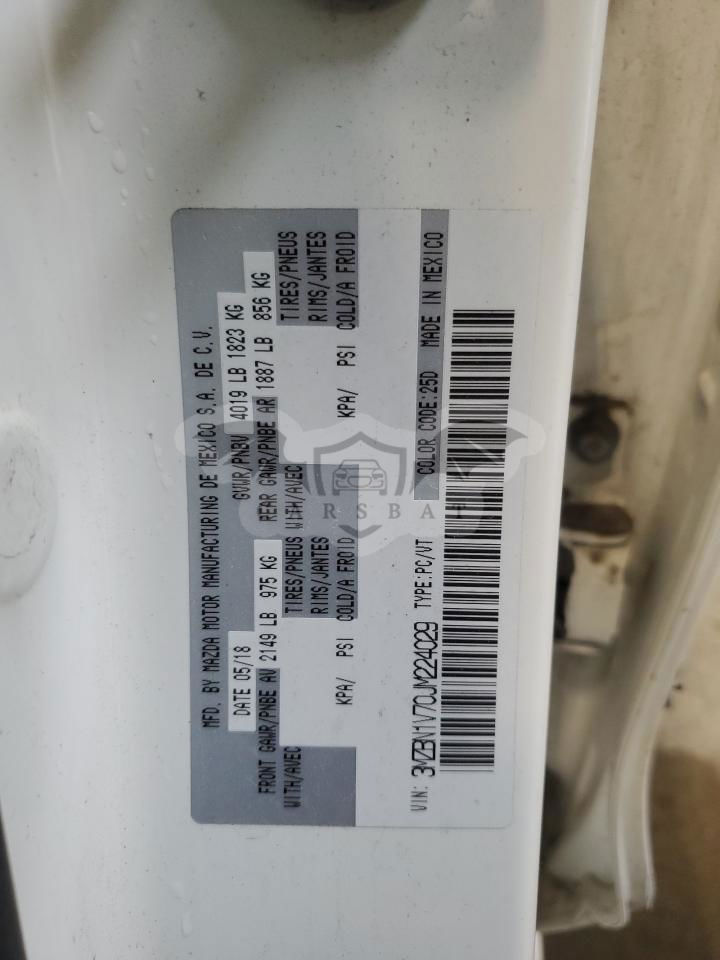 MFD. BY MAZDA MOTOR MANUFACTURING DE MEXICO S.A. DE C.V.
DATE 05/18 GVWR/PNBV 4019 LB 1823 KG
FRONT GAWR/PNBE AV 2149 LB 975 KG REAR GAWR/PNBE AR 1887 LB 856 KG
WITH/AVEC TIRES/PNEUS WITH/AVEC TIRES/PNEUS
RIMS/JANTES RIMS/JANTES
KPA/ PSI COLD/A FROID KPA/ PSI COLD/A FROID
VIN: 3MZBN1V70JM224029 TYPE:PC/VT COLOR CODE:25D MADE IN MEXICO